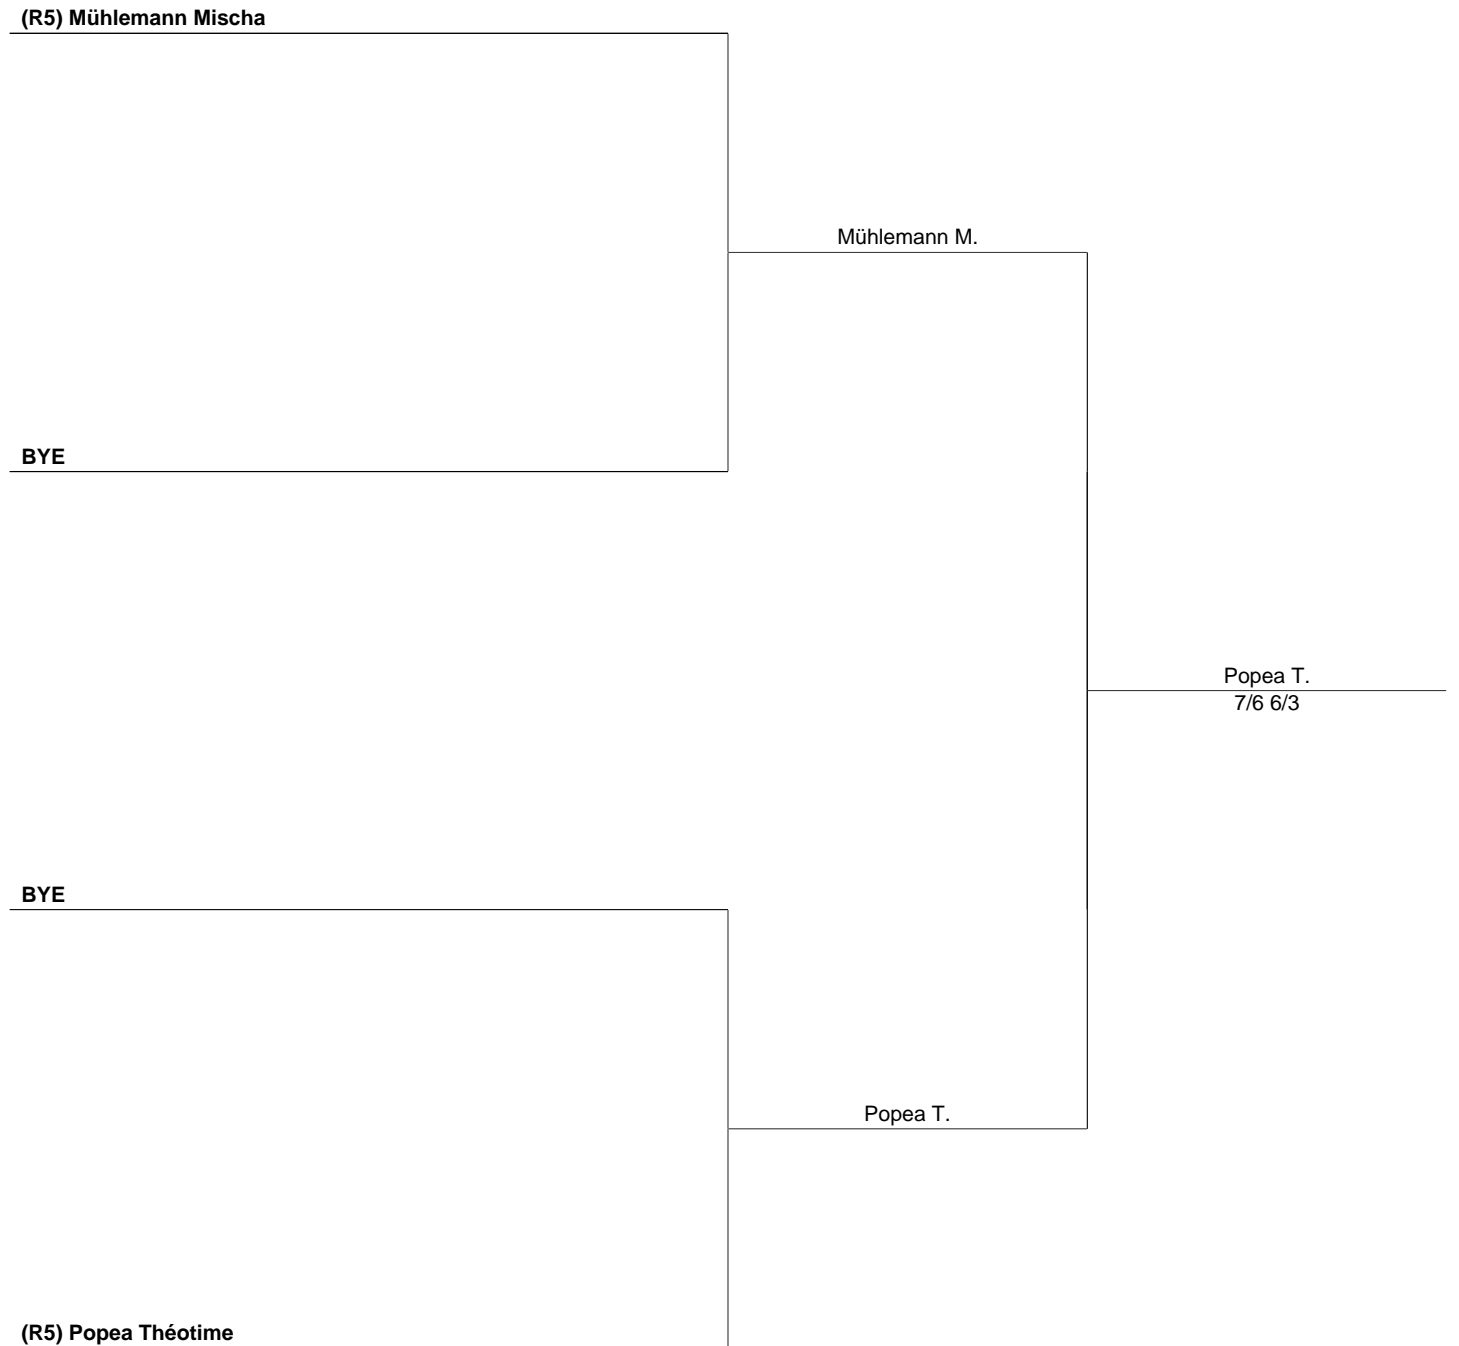 (R5) Mühlemann Mischa
Mühlemann M.
BYE
Popea T.
7/6 6/3
BYE
Popea T.
(R5) Popea Théotime